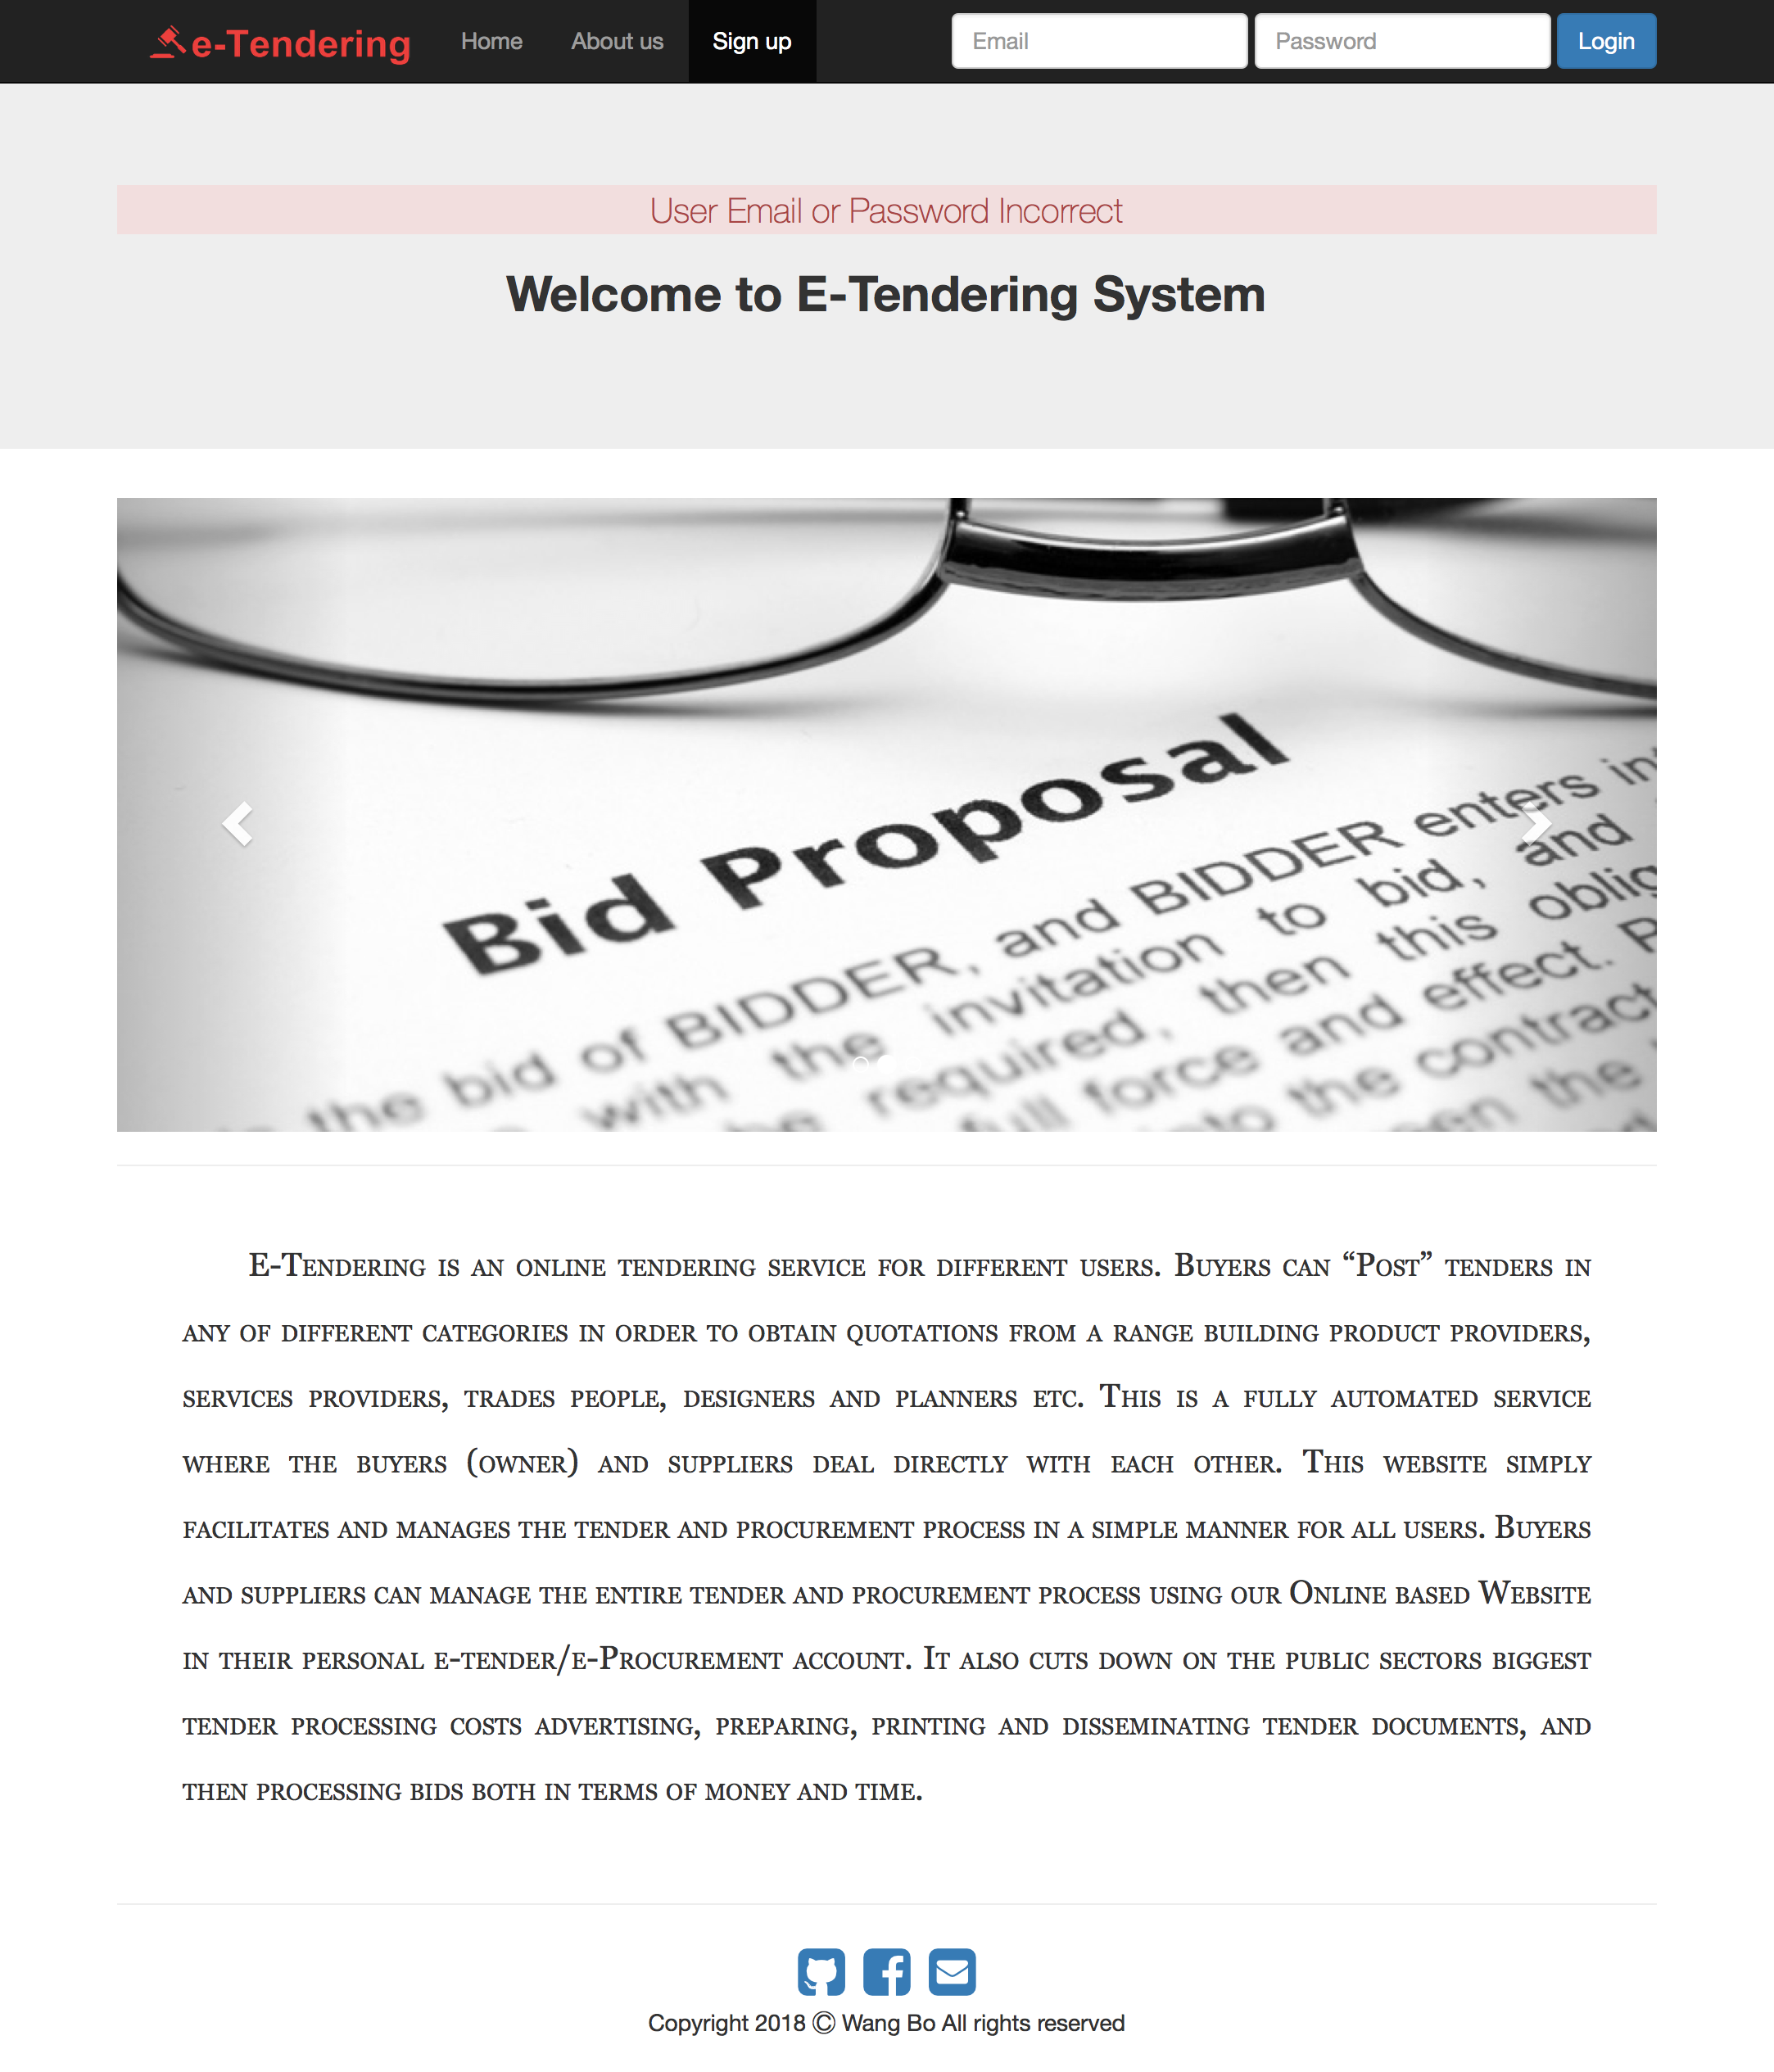 e-Tendering Home About us Sign up Email Password Login
User Email or Password Incorrect
Welcome to E-Tendering System
Bid Proposal
the bid of BIDDER, and BIDDER enters
with the invitation to bid, and
required, then this
full force and effect.
the contract
the
E-Tendering is an online tendering service for different users. Buyers can “Post” tenders in
any of different categories in order to obtain quotations from a range building product providers,
services providers, trades people, designers and planners etc. This is a fully automated service
where the buyers (owner) and suppliers deal directly with each other. This website simply
facilitates and manages the tender and procurement process in a simple manner for all users. Buyers
and suppliers can manage the entire tender and procurement process using our Online based Website
in their personal e-tender/e-Procurement account. It also cuts down on the public sectors biggest
tender processing costs advertising, preparing, printing and disseminating tender documents, and
then processing bids both in terms of money and time.
Copyright 2018 © Wang Bo All rights reserved